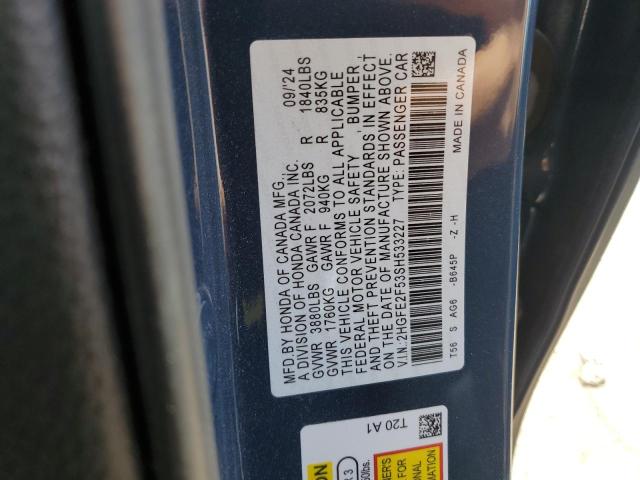 MFD.BY HONDA OF CANADA MFG., 09/'24
A DIVISION OF HONDA CANADA INC.
GVWR 3880LBS GAWR F 2072LBS R 1840LBS
GVWR 1760KG GAWR F 940KG R 835KG
THIS VEHICLE CONFORMS TO ALL APPLICABLE
FEDERAL MOTOR VEHICLE SAFETY , BUMPER ,
AND THEFT PREVENTION STANDARDS IN EFFECT
ON THE DATE OF MANUFACTURE SHOWN ABOVE.
V.I.N.: 2HGFE2F53SH533227 TYPE: PASSENGER CAR
T56 S AG6 -B645P -Z -H
MADE IN CANADA
T20 A1